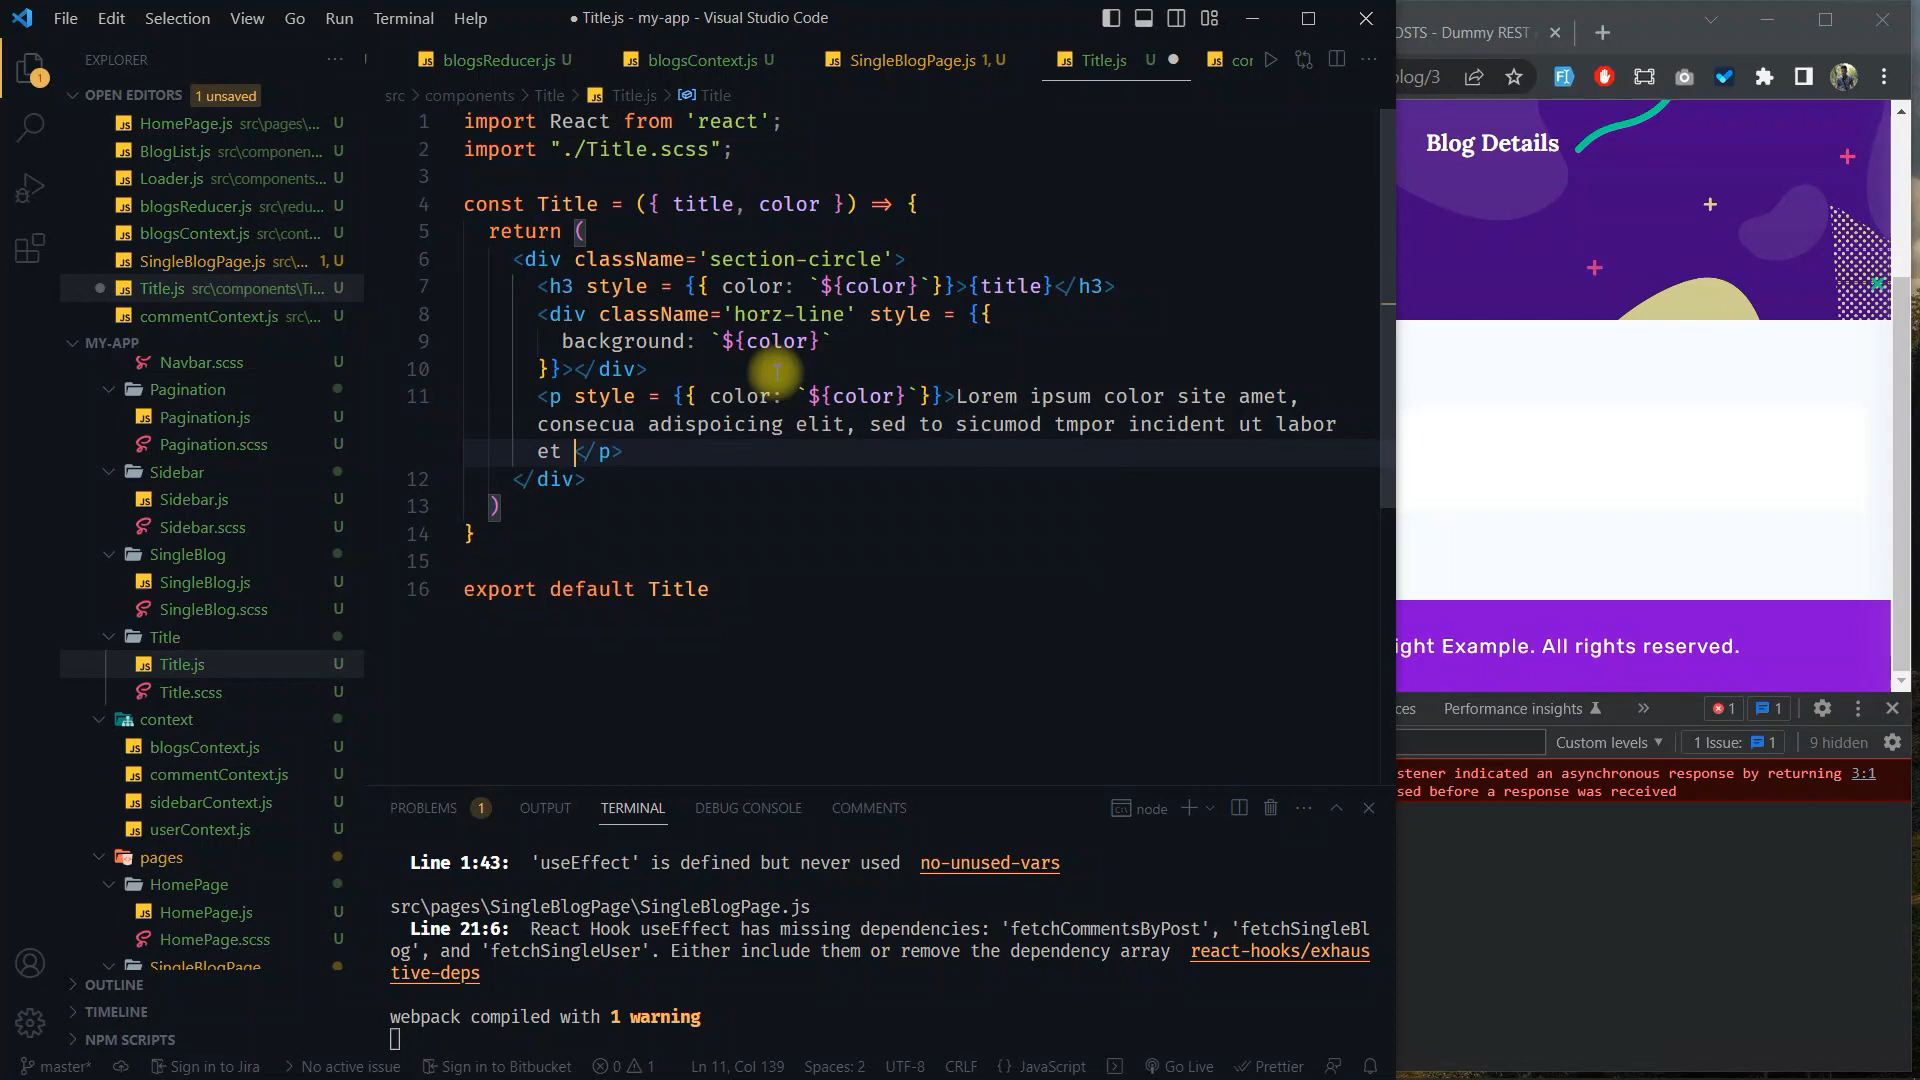 File Edit Selection View Go Run Terminal Help
● Title.js - my-app - Visual Studio Code
EXPLORER
OPEN EDITORS 1 unsaved
HomePage.js src\pages\... U
BlogList.js src\componen... U
Loader.js src\components... U
blogsReducer.js src\redu... U
blogsContext.js src\cont... U
SingleBlogPage.js src\... 1, U
Title.js src\components\Ti... U
commentContext.js src\... U
MY-APP
Navbar.scss U
Pagination
Pagination.js U
Pagination.scss U
Sidebar
Sidebar.js U
Sidebar.scss U
SingleBlog
SingleBlog.js U
SingleBlog.scss U
Title
Title.js U
Title.scss U
context
blogsContext.js U
commentContext.js U
sidebarContext.js U
userContext.js U
pages
HomePage
HomePage.js U
HomePage.scss U
SingleBlogPage
OUTLINE
TIMELINE
NPM SCRIPTS
blogsReducer.js U
blogsContext.js U
SingleBlogPage.js 1, U
Title.js U
cor
src > components > Title > Title.js > Title
1 import React from 'react';
2 import "./Title.scss";
3
4 const Title = ({ title, color }) => {
5 return (
6 <div className='section-circle'>
7 <h3 style = {{ color: `${color}`}}>{title}</h3>
8 <div className='horz-line' style = {{
9 background: `${color}`
10 }}></div>
11 <p style = {{ color: `${color}`}}>Lorem ipsum color site amet,
consecua adispoicing elit, sed to sicumod tmpor incident ut labor
et </p>
12 </div>
13 )
14 }
15
16 export default Title
PROBLEMS 1 OUTPUT TERMINAL DEBUG CONSOLE COMMENTS
node
Line 1:43: 'useEffect' is defined but never used no-unused-vars
src\pages\SingleBlogPage\SingleBlogPage.js
Line 21:6: React Hook useEffect has missing dependencies: 'fetchCommentsByPost', 'fetchSingleBl
og', and 'fetchSingleUser'. Either include them or remove the dependency array react-hooks/exhaus
tive-deps
webpack compiled with 1 warning
master* Sign in to Jira No active issue Sign in to Bitbucket 0 1 Ln 11, Col 139 Spaces: 2 UTF-8 CRLF {} JavaScript Go Live Prettier
OSTS - Dummy REST
log/3
Blog Details
ight Example. All rights reserved.
ces Performance insights 1 1
Custom levels 1 Issue: 1 9 hidden
stener indicated an asynchronous response by returning 3:1
sed before a response was received